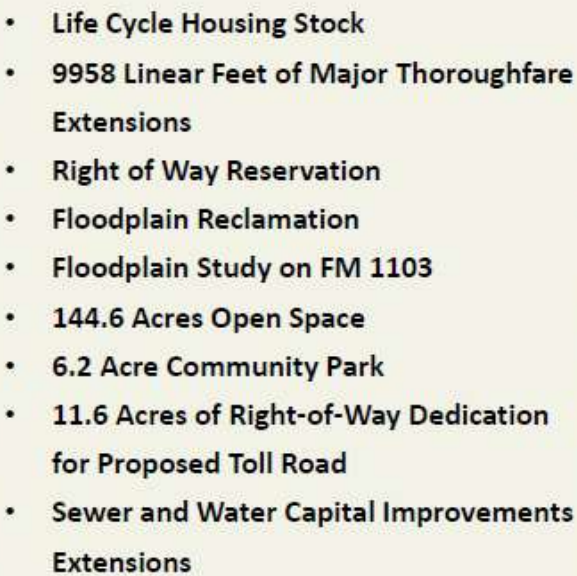 • Life Cycle Housing Stock
• 9958 Linear Feet of Major Thoroughfare
Extensions
• Right of Way Reservation
• Floodplain Reclamation
• Floodplain Study on FM 1103
• 144.6 Acres Open Space
• 6.2 Acre Community Park
• 11.6 Acres of Right-of-Way Dedication
for Proposed Toll Road
• Sewer and Water Capital Improvements
Extensions